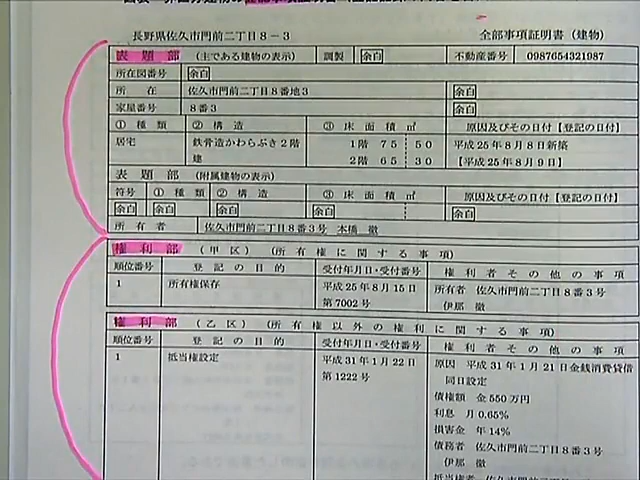 長野県佐久市門前二丁目8－3 全部事項証明書（建物）
表題部（主である建物の表示） 調製 余白 不動産番号 0987654321987
所在図番号 余白
所在 佐久市門前二丁目8番地3 余白
家屋番号 8番3 余白
① 種類 ② 構造 ③ 床面積 ㎡ 原因及びその日付【登記の日付】
居宅 鉄骨造かわらぶき2階建 1階 75 50 平成25年8月8日新築
2階 65 30 【平成25年8月9日】
表題部（附属建物の表示）
符号 ① 種類 ② 構造 ③ 床面積 ㎡ 原因及びその日付【登記の日付】
余白 余白 余白 余白 余白
所有者 佐久市門前二丁目8番3号 本橋 徹
権利部（甲区）（所有権に関する事項）
順位番号 登記の目的 受付年月日・受付番号 権利者その他の事項
1 所有権保存 平成25年8月15日 所有者 佐久市門前二丁目8番3号
第7002号 伊那 徹
権利部（乙区）（所有権以外の権利に関する事項）
順位番号 登記の目的 受付年月日・受付番号 権利者その他の事項
1 抵当権設定 平成31年1月22日 原因 平成31年1月21日金銭消費貸借
第1222号 同日設定
債権額 金550万円
利息 月0.65%
損害金 年14%
債務者 佐久市門前二丁目8番3号
伊那 徹